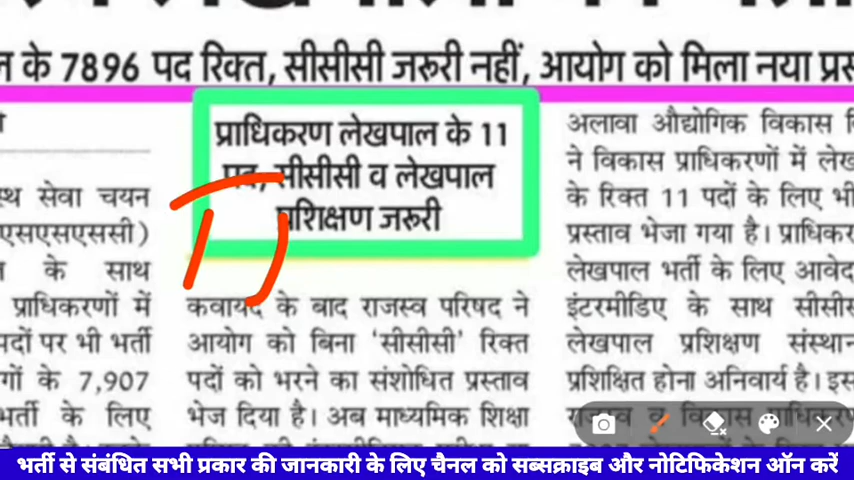 के 7896 पद रिक्त, सीसीसी जरूरी नहीं, आयोग को मिला नया
प्राधिकरण लेखपाल के 11
पद, सीसीसी व लेखपाल
प्रशिक्षण जरूरी
सेवा चयन
एसएसएससी)
के साथ
प्राधिकरणों में
पदों पर भी भर्ती
के 7,907
भर्ती के लिए
कवायद के बाद राजस्व परिषद ने
आयोग को बिना ‘सीसीसी’ रिक्त
पदों को भरने का संशोधित प्रस्ताव
भेज दिया है। अब माध्यमिक शिक्षा
अलावा औद्योगिक विकास
ने विकास प्राधिकरणों में
के रिक्त 11 पदों के लिए भी
प्रस्ताव भेजा गया है।
लेखपाल भर्ती के लिए
इंटरमीडिए के साथ
लेखपाल प्रशिक्षण
प्रशिक्षित होना अनिवार्य है।
भर्ती से संबंधित सभी प्रकार की जानकारी के लिए चैनल को सब्सक्राइब और नोटिफिकेशन ऑन करें